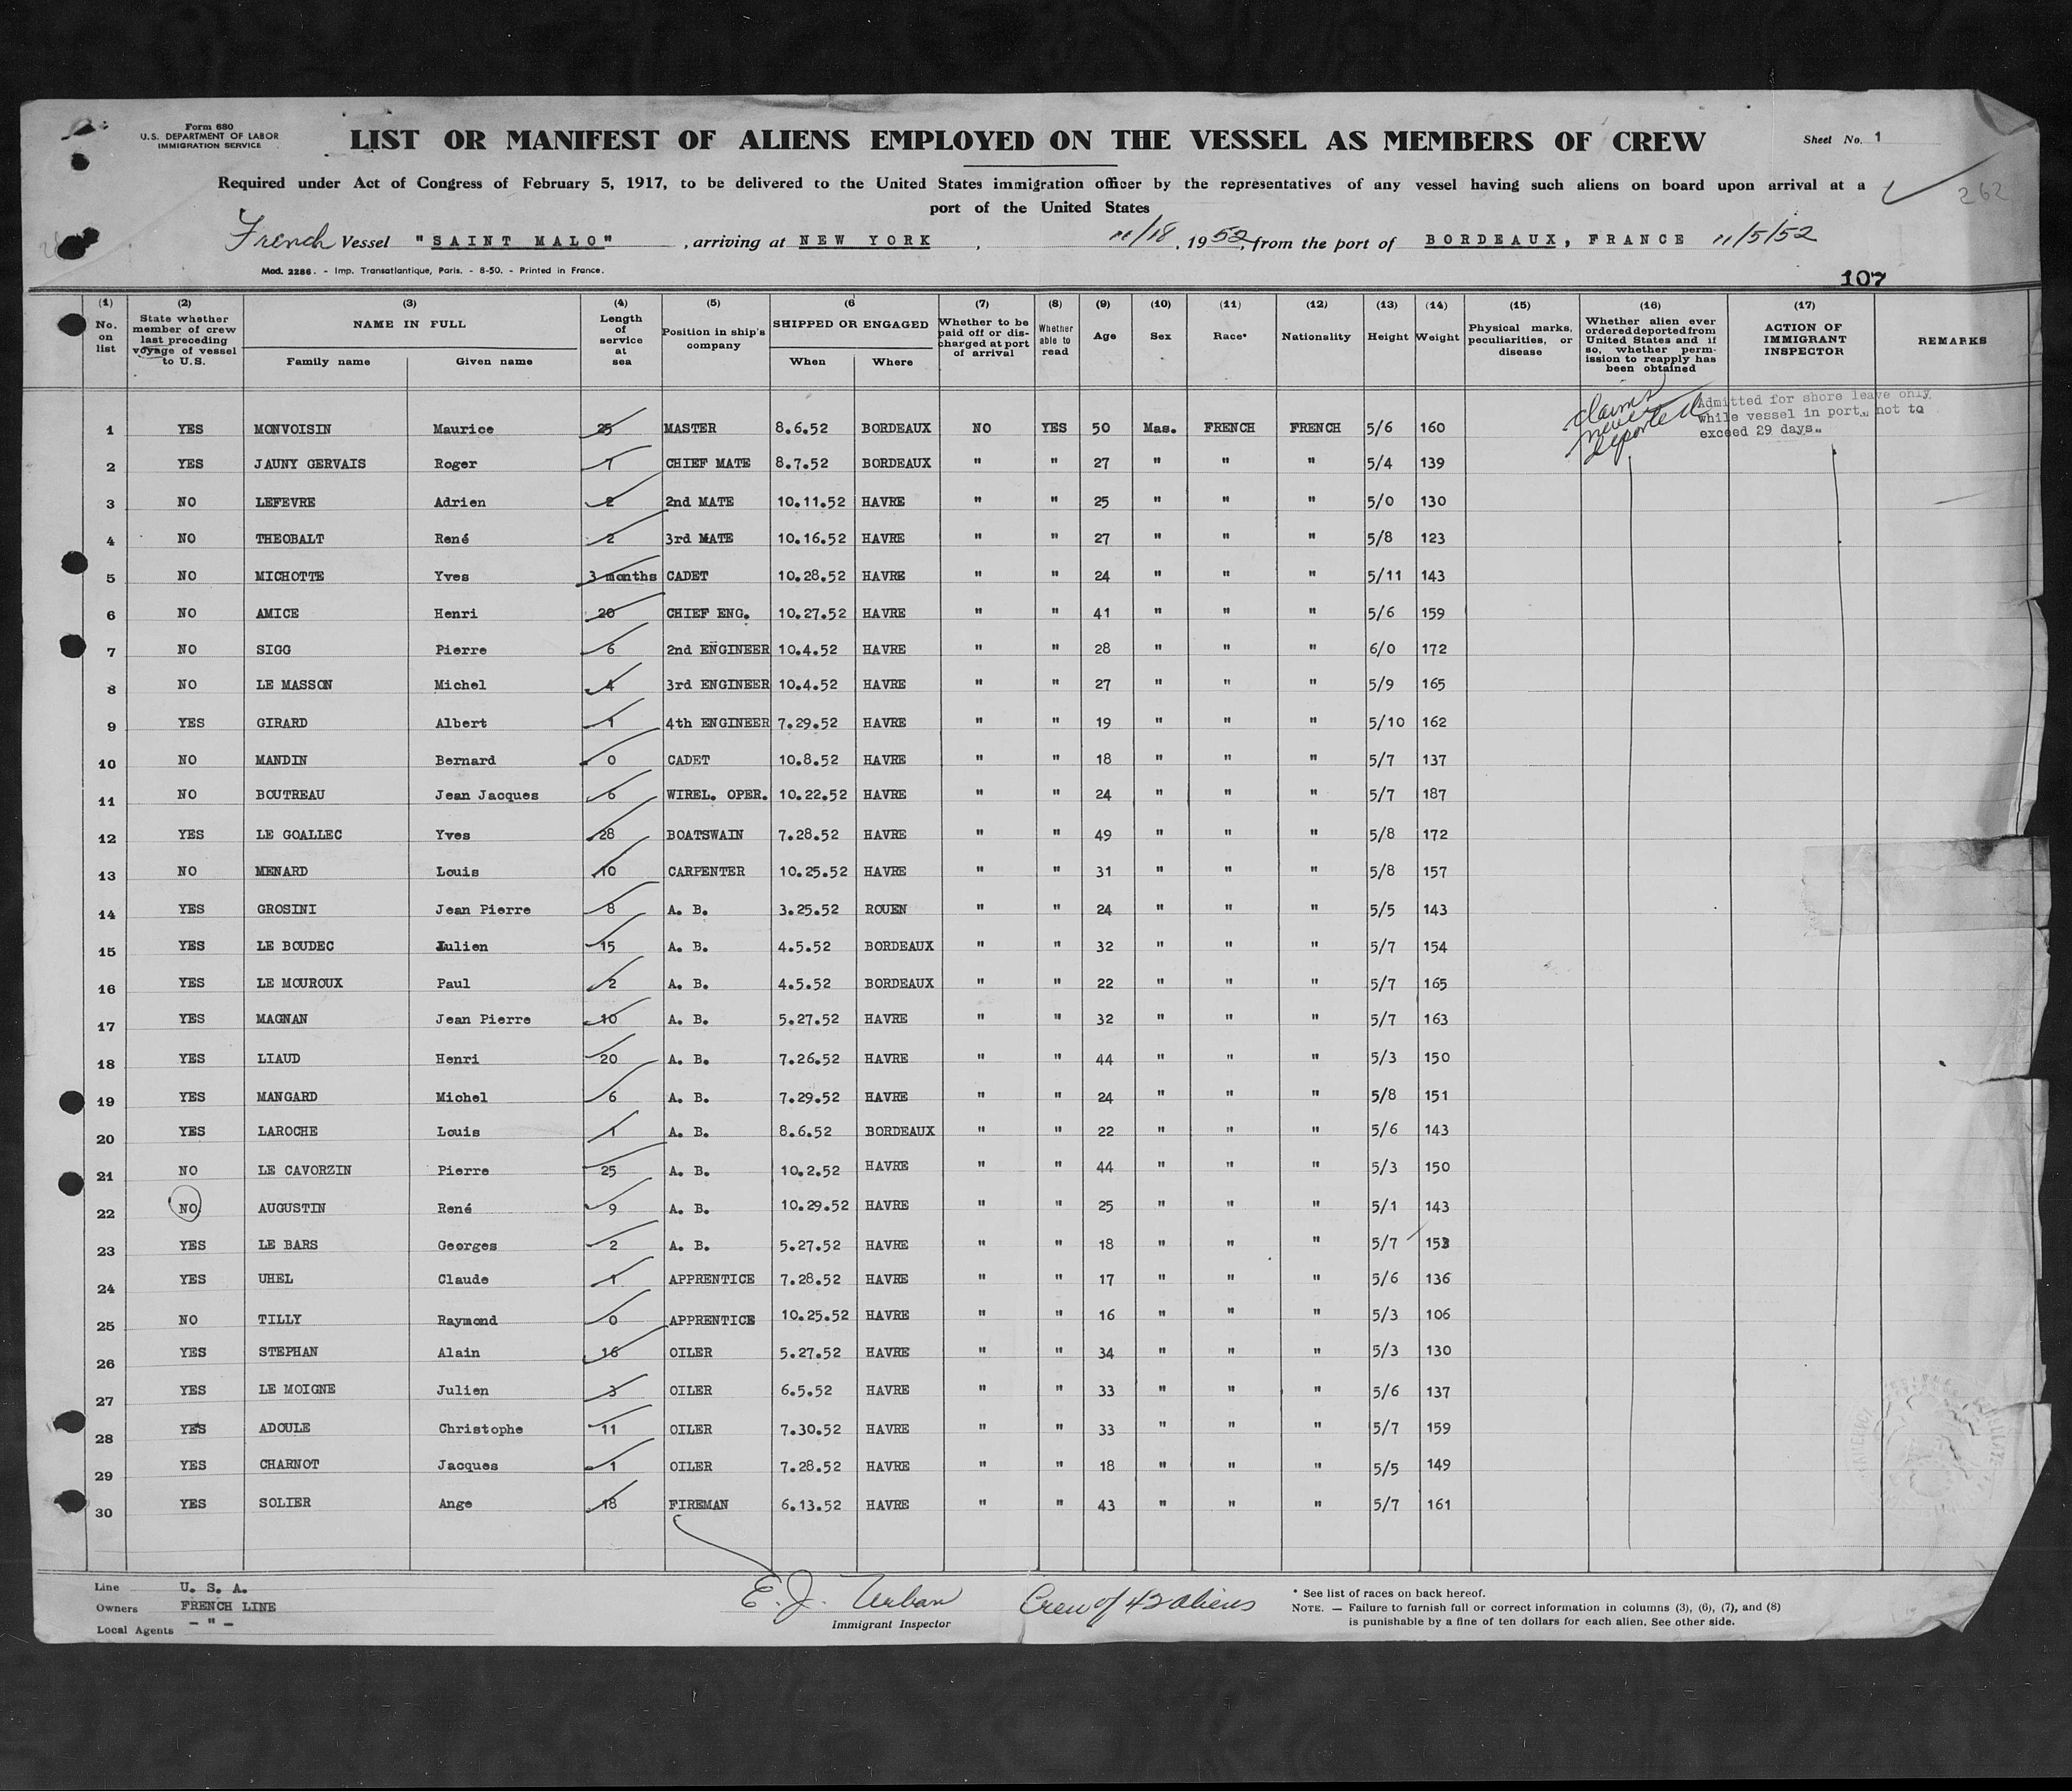 Form 680
U.S. DEPARTMENT OF LABOR
IMMIGRATION SERVICE
LIST OR MANIFEST OF ALIENS EMPLOYED ON THE VESSEL AS MEMBERS OF CREW
Sheet No. 1
Required under Act of Congress of February 5, 1917, to be delivered to the United States immigration officer by the representatives of any vessel having such aliens on board upon arrival at a
port of the United States
262
French Vessel "SAINT MALO", arriving at NEW YORK, 11/18, 1952, from the port of BORDEAUX, FRANCE 11/5/52
Mod. 2286. - Imp. Transatlantique, Paris. - 8-50. - Printed in France.
107
(1) (2) (3) (4) (5) (6 (7) (8) (9) (10) (11) (12) (13) (14) (15) (16) (17)
No. on list
State whether member of crew last preceding voyage of vessel to U.S.
NAME IN FULL
Family name Given name
Length of service at sea
Position in ship's company
SHIPPED OR ENGAGED
When Where
Whether to be paid off or discharged at port of arrival
Whether able to read
Age Sex Race* Nationality Height Weight
Physical marks, peculiarities, or disease
Whether alien ever ordered deported from United States and if so, whether permission to reapply has been obtained
ACTION OF IMMIGRANT INSPECTOR
REMARKS
claims never deported
Admitted for shore leave only
while vessel in port, not to
exceed 29 days.
1 YES MONVOISIN Maurice 25 MASTER 8.6.52 BORDEAUX NO YES 50 Mas. FRENCH FRENCH 5/6 160
2 YES JAUNY GERVAIS Roger 7 CHIEF MATE 8.7.52 BORDEAUX " " 27 " " " 5/4 139
3 NO LEFEVRE Adrien 2 2nd MATE 10.11.52 HAVRE " " 25 " " " 5/0 130
4 NO THEOBALT René 2 3rd MATE 10.16.52 HAVRE " " 27 " " " 5/8 123
5 NO MICHOTTE Yves 3 months CADET 10.28.52 HAVRE " " 24 " " " 5/11 143
6 NO AMICE Henri 20 CHIEF ENG. 10.27.52 HAVRE " " 41 " " " 5/6 159
7 NO SIGG Pierre 6 2nd ENGINEER 10.4.52 HAVRE " " 28 " " " 6/0 172
8 NO LE MASSON Michel 4 3rd ENGINEER 10.4.52 HAVRE " " 27 " " " 5/9 165
9 YES GIRARD Albert 1 4th ENGINEER 7.29.52 HAVRE " " 19 " " " 5/10 162
10 NO MANDIN Bernard 0 CADET 10.8.52 HAVRE " " 18 " " " 5/7 137
11 NO BOUTREAU Jean Jacques 6 WIREL. OPER. 10.22.52 HAVRE " " 24 " " " 5/7 187
12 YES LE GOALLEC Yves 28 BOATSWAIN 7.28.52 HAVRE " " 49 " " " 5/8 172
13 NO MENARD Louis 10 CARPENTER 10.25.52 HAVRE " " 31 " " " 5/8 157
14 YES GROSINI Jean Pierre 8 A. B. 3.25.52 ROUEN " " 24 " " " 5/5 143
15 YES LE BOUDEC Julien 15 A. B. 4.5.52 BORDEAUX " " 32 " " " 5/7 154
16 YES LE MOUROUX Paul 2 A. B. 4.5.52 BORDEAUX " " 22 " " " 5/7 165
17 YES MAGNAN Jean Pierre 10 A. B. 5.27.52 HAVRE " " 32 " " " 5/7 163
18 YES LIAUD Henri 20 A. B. 7.26.52 HAVRE " " 44 " " " 5/3 150
19 YES MANGARD Michel 6 A. B. 7.29.52 HAVRE " " 24 " " " 5/8 151
20 YES LAROCHE Louis 1 A. B. 8.6.52 BORDEAUX " " 22 " " " 5/6 143
21 NO LE CAVORZIN Pierre 25 A. B. 10.2.52 HAVRE " " 44 " " " 5/3 150
22 NO AUGUSTIN René 9 A. B. 10.29.52 HAVRE " " 25 " " " 5/1 143
23 YES LE BARS Georges 2 A. B. 5.27.52 HAVRE " " 18 " " " 5/7 153
24 YES UHEL Claude 1 APPRENTICE 7.28.52 HAVRE " " 17 " " " 5/6 136
25 NO TILLY Raymond 0 APPRENTICE 10.25.52 HAVRE " " 16 " " " 5/3 106
26 YES STEPHAN Alain 16 OILER 5.27.52 HAVRE " " 34 " " " 5/3 130
27 YES LE MOIGNE Julien 3 OILER 6.5.52 HAVRE " " 33 " " " 5/6 137
28 YES ADOULE Christophe 11 OILER 7.30.52 HAVRE " " 33 " " " 5/7 159
29 YES CHARNOT Jacques 1 OILER 7.28.52 HAVRE " " 18 " " " 5/5 149
30 YES SOLIER Ange 18 FIREMAN 6.13.52 HAVRE " " 43 " " " 5/7 161
Line U. S. A.
Owners FRENCH LINE
Local Agents - " -
E. J. Urban
Immigrant Inspector
Crew of 42 aliens
* See list of races on back hereof.
NOTE. — Failure to furnish full or correct information in columns (3), (6), (7), and (8)
is punishable by a fine of ten dollars for each alien. See other side.